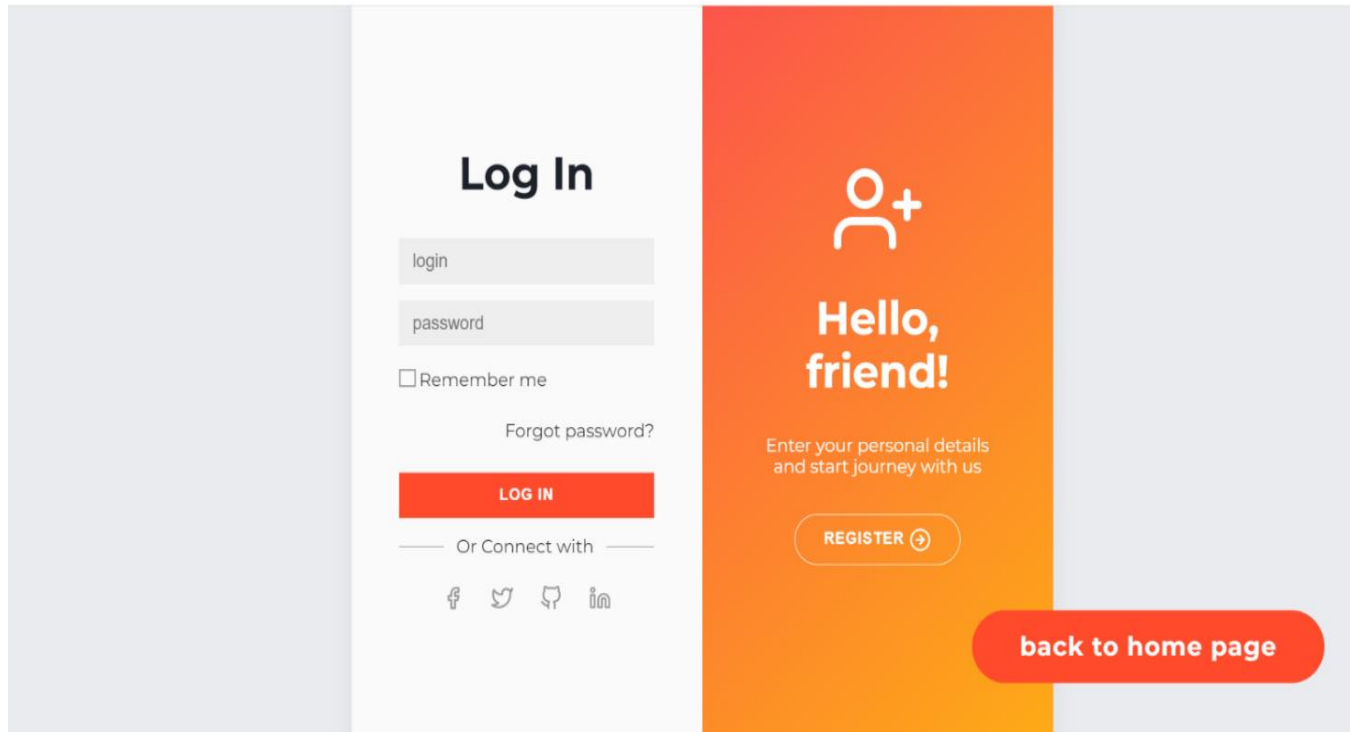 Log In
login
password
Remember me
Forgot password?
LOG IN
Or Connect with
Hello,
friend!
Enter your personal details
and start journey with us
REGISTER
back to home page